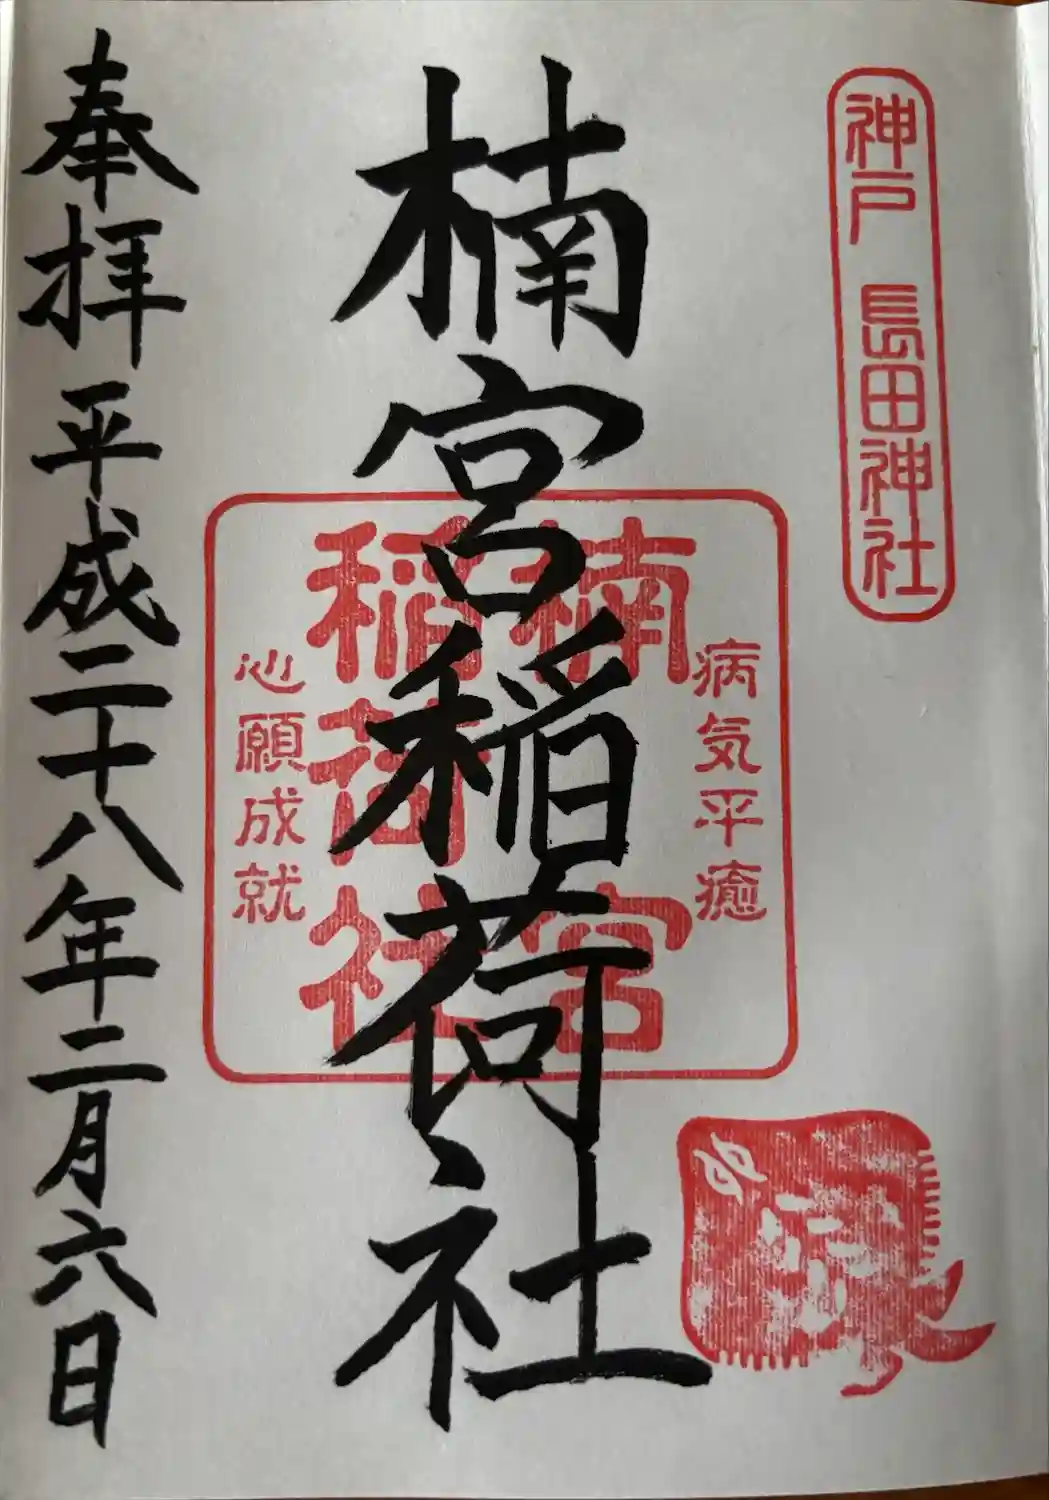 神戸 長田神社
病気平癒
楠宮
稲荷社
心願成就
楠宮稲荷社
奉拝 平成二十八年二月六日